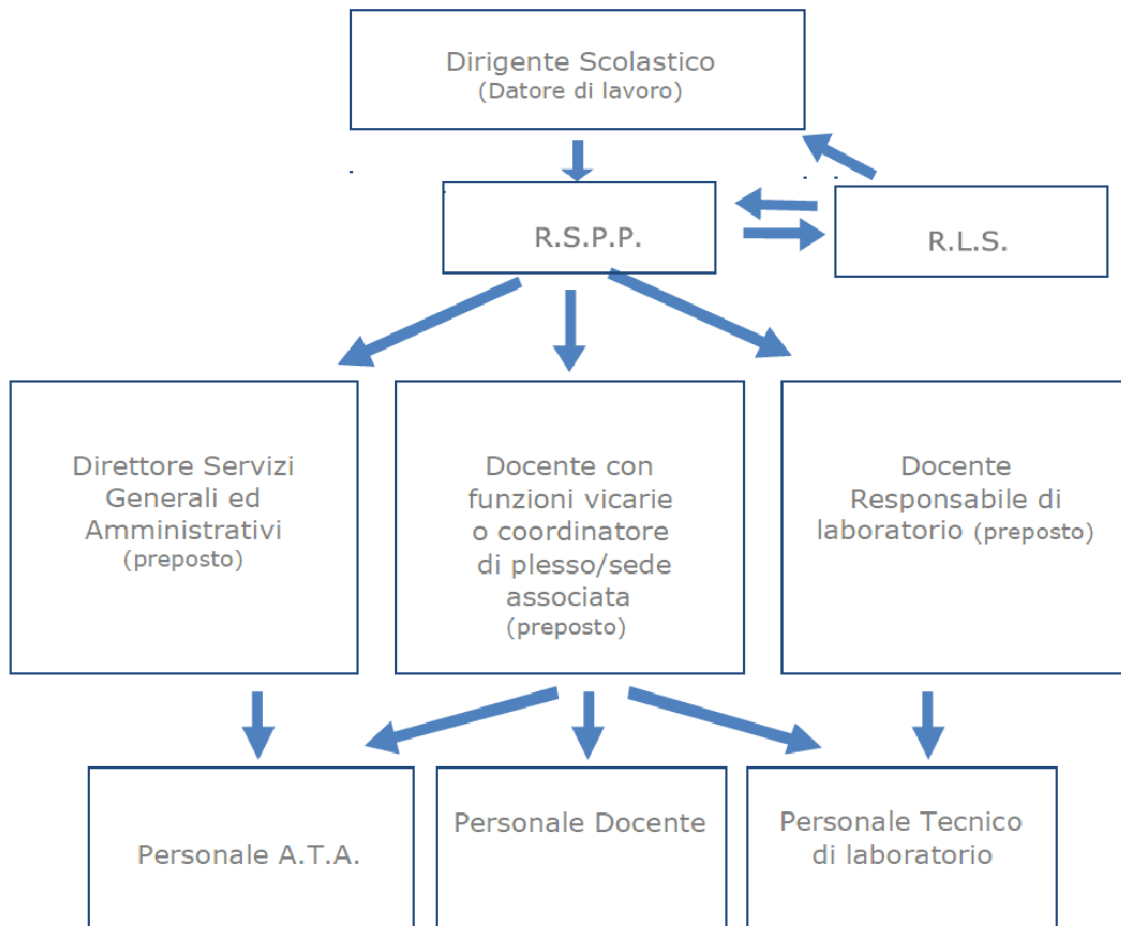 Dirigente Scolastico
(Datore di lavoro)
R.S.P.P.
R.L.S.
Direttore Servizi
Generali ed
Amministrativi
(preposto)
Docente con
funzioni vicarie
o coordinatore
di plesso/sede
associata
(preposto)
Docente
Responsabile di
laboratorio (preposto)
Personale A.T.A.
Personale Docente
Personale Tecnico
di laboratorio